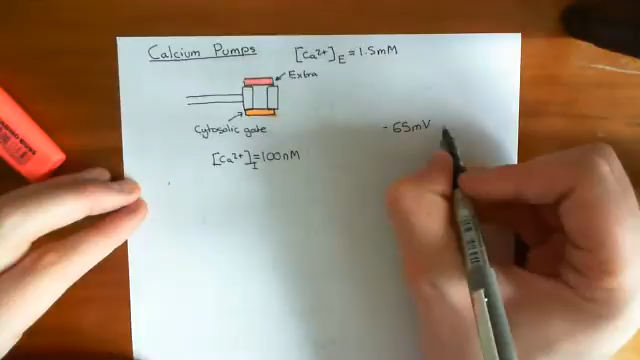 Calcium Pumps
[Ca²⁺]E = 1.5mM
Extra
Cytosolic gate
- 65mV
[Ca²⁺]I = 100nM